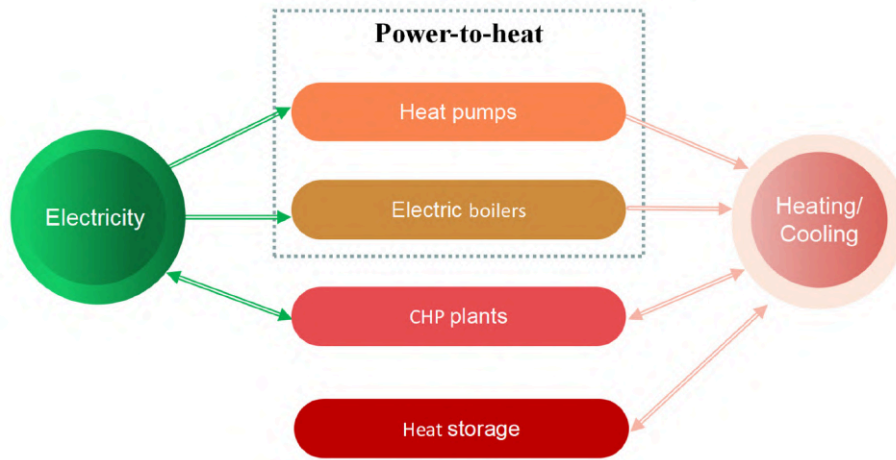 Power-to-heat
Heat pumps
Electricity
Electric boilers
Heating/
Cooling
CHP plants
Heat storage